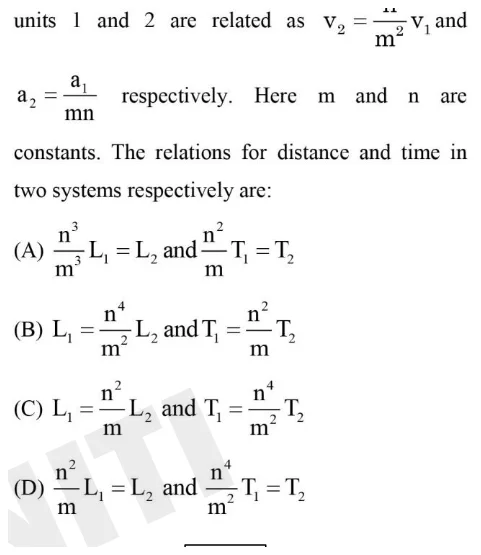 units 1 and 2 are related as v₂ = n/m² v₁ and
a₂ = a₁/mn respectively. Here m and n are
constants. The relations for distance and time in
two systems respectively are:
(A) n³/m³ L₁ = L₂ and n²/m T₁ = T₂
(B) L₁ = n⁴/m² L₂ and T₁ = n²/m T₂
(C) L₁ = n²/m L₂ and T₁ = n⁴/m² T₂
(D) n²/m L₁ = L₂ and n⁴/m² T₁ = T₂